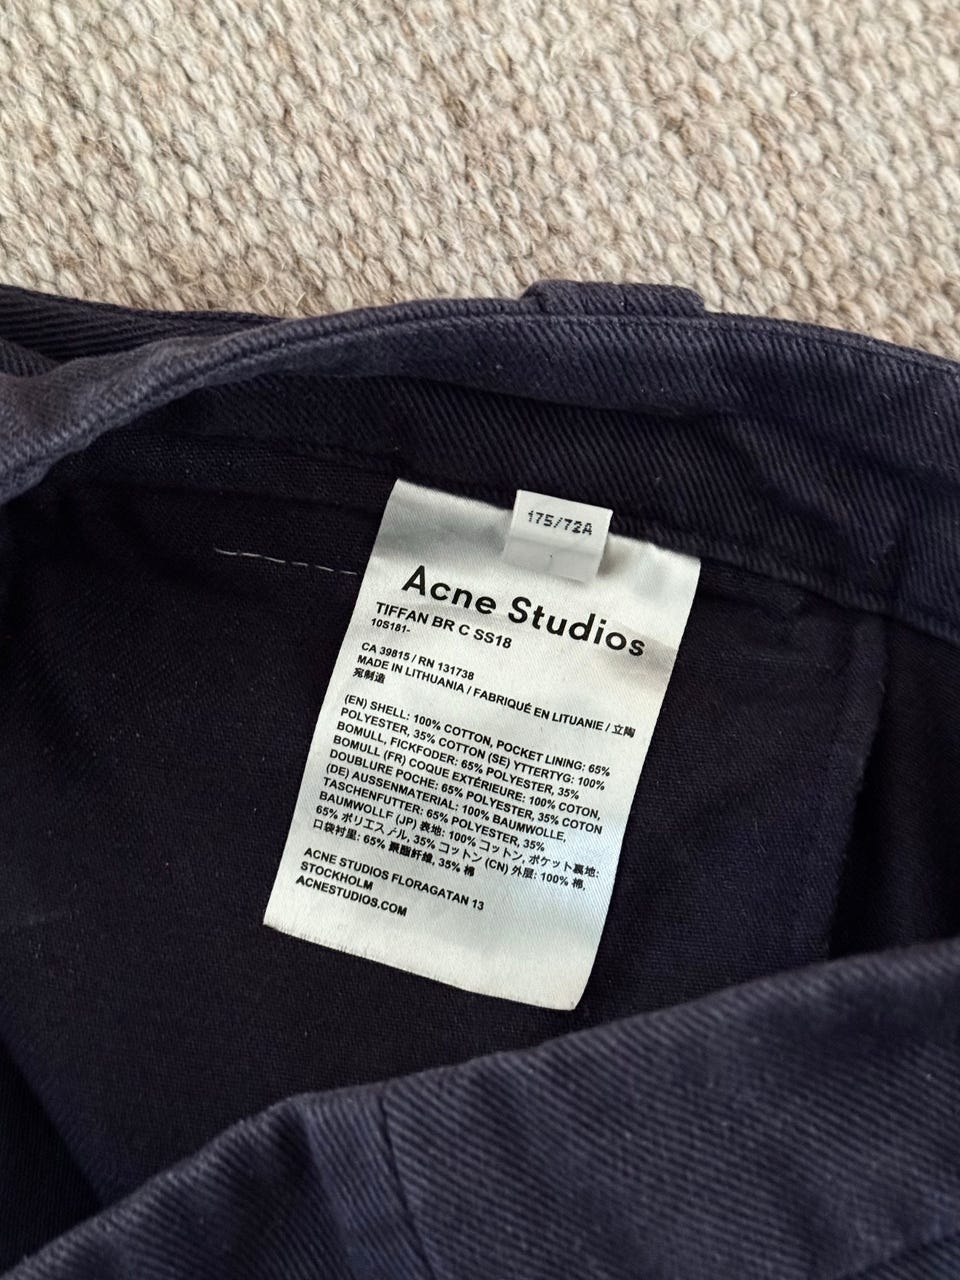 175/72A
Acne Studios
TIFFAN BR C SS18
10S181-
CA 39815 / RN 131738
MADE IN LITHUANIA / FABRIQUÉ EN LITUANIE / 立陶
宛制造
(EN) SHELL: 100% COTTON, POCKET LINING: 65%
POLYESTER, 35% COTTON (SE) YTTERTYG: 100%
BOMULL, FICKFODER: 65% POLYESTER, 35%
BOMULL (FR) COQUE EXTÉRIEURE: 100% COTON,
DOUBLURE POCHE: 65% POLYESTER, 35% COTON
(DE) AUSSENMATERIAL: 100% BAUMWOLLE,
TASCHENFUTTER: 65% POLYESTER, 35%
BAUMWOLLE (JP) 表地: 100% コットン, ポケット裏地:
65% ポリエステル, 35% コットン (CN) 外层: 100% 棉,
口袋衬里: 65% 聚酯纤维, 35% 棉
ACNE STUDIOS FLORAGATAN 13
STOCKHOLM
ACNESTUDIOS.COM